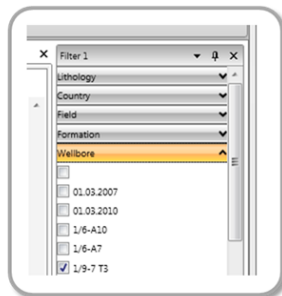 Filter 1
Lithology
Country
Field
Formation
Wellbore
01.03.2007
01.03.2010
1/6-A10
1/6-A7
1/9-7 T3